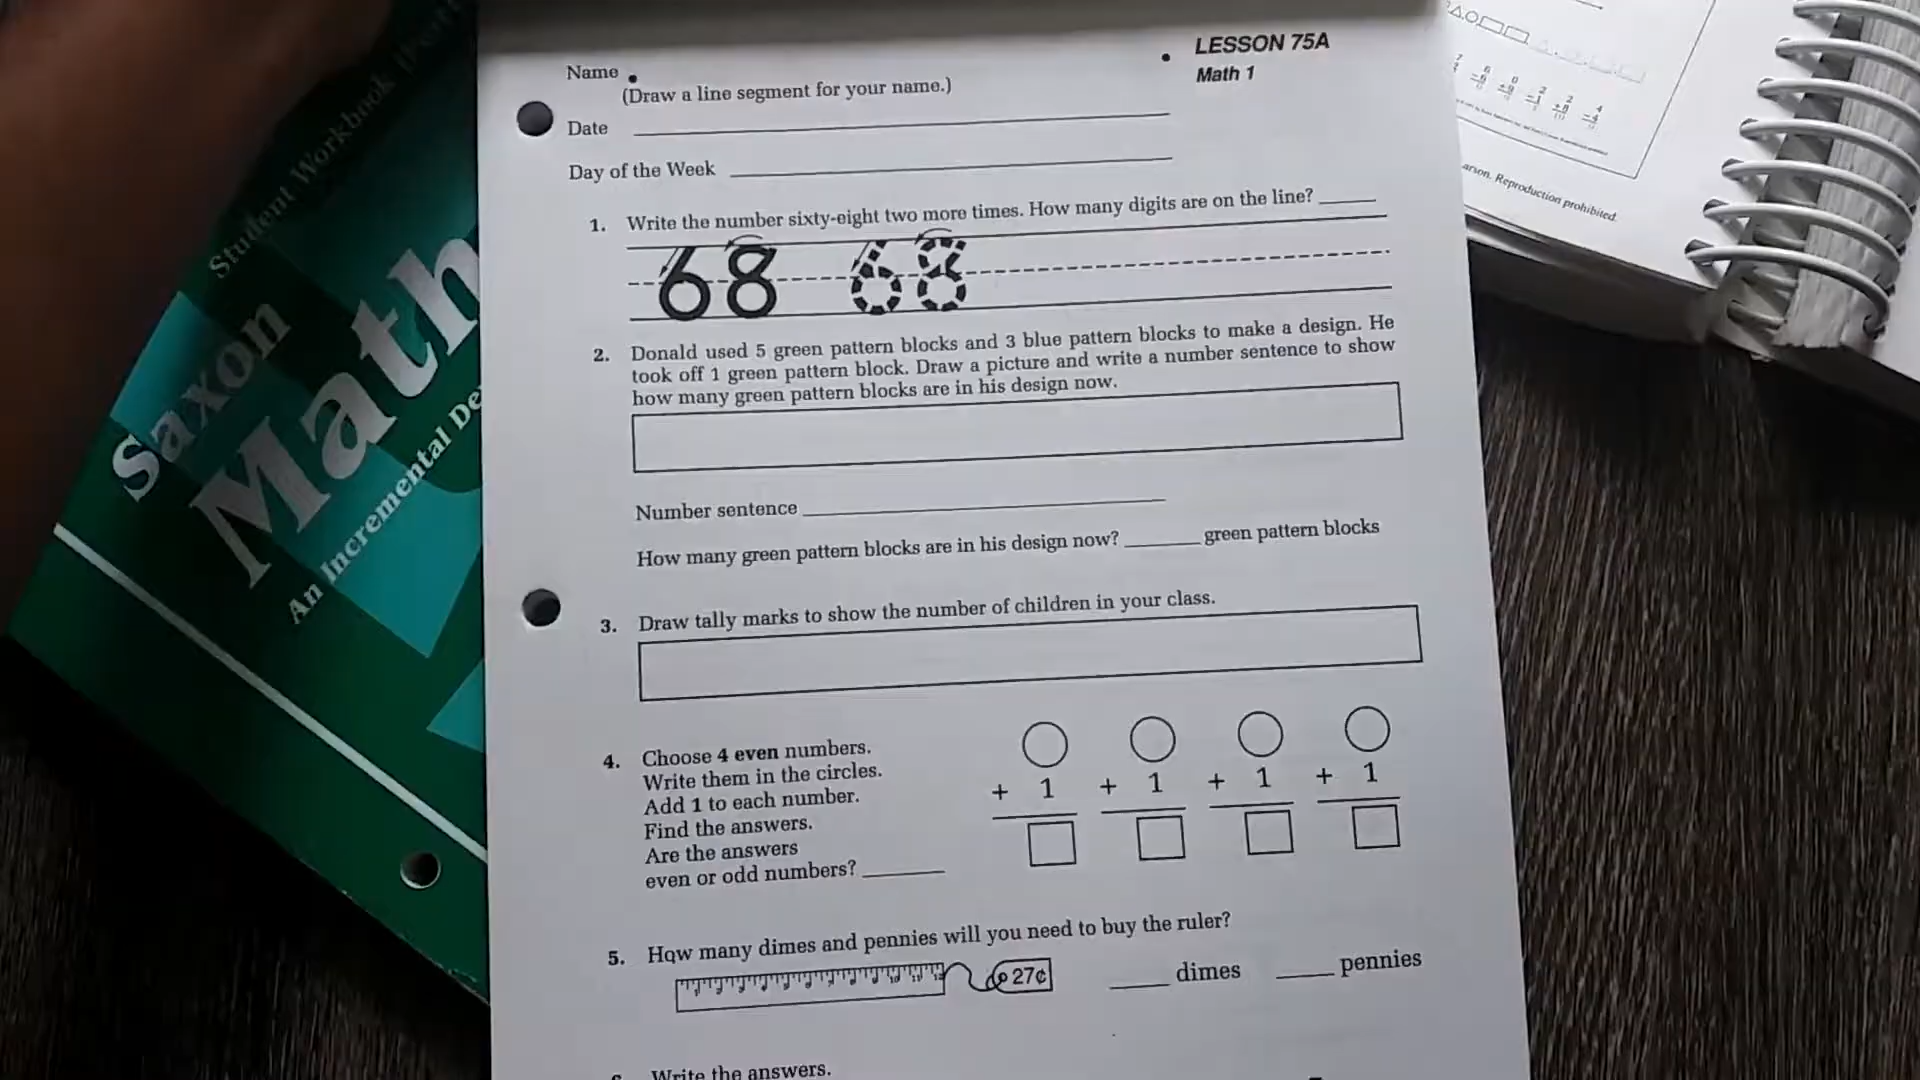 Student Workbook
Saxon
Math
An Incremental
Name
(Draw a line segment for your name.)
LESSON 75A
Math 1
Date
Day of the Week
1. Write the number sixty-eight two more times. How many digits are on the line?
68 68
2. Donald used 5 green pattern blocks and 3 blue pattern blocks to make a design. He
took off 1 green pattern block. Draw a picture and write a number sentence to show
how many green pattern blocks are in his design now.
Number sentence
How many green pattern blocks are in his design now? green pattern blocks
3. Draw tally marks to show the number of children in your class.
4. Choose 4 even numbers.
Write them in the circles.
Add 1 to each number.
Find the answers.
Are the answers
even or odd numbers?
+ 1 + 1 + 1 + 1
5. How many dimes and pennies will you need to buy the ruler?
27¢ dimes pennies
Write the answers.
Reproduction prohibited.